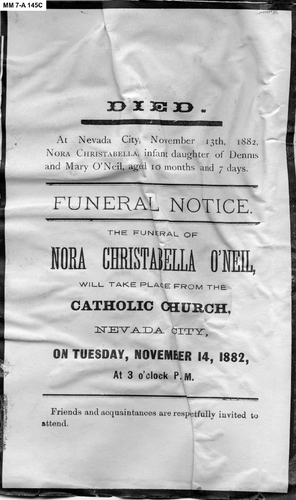 MM 7-A 145C
DIED.
At Nevada City, November 13th, 1882,
NORA CHRISTABELLA, infant daughter of Dennis
and Mary O'Neil, aged 10 months and 7 days.
FUNERAL NOTICE.
THE FUNERAL OF
NORA CHRISTABELLA O'NEIL,
WILL TAKE PLACE FROM THE
CATHOLIC CHURCH,
NEVADA CITY,
ON TUESDAY, NOVEMBER 14, 1882,
At 3 o'clock P.M.
Friends and acquaintances are respetfully invited to
attend.